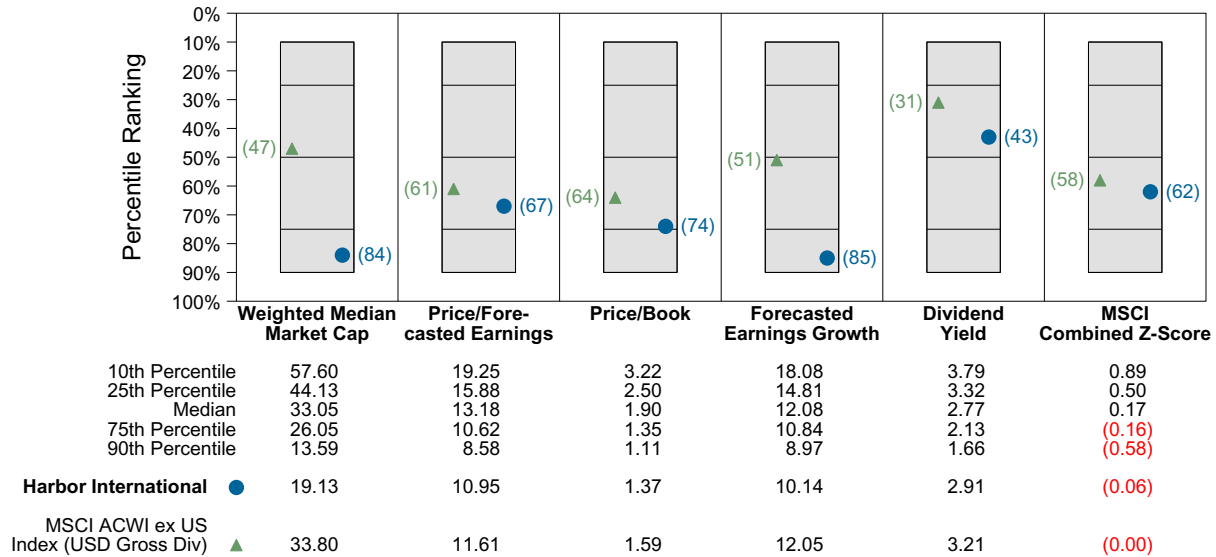 0%
10%
20%
30%
40%
50%
60%
70%
80%
90%
100%
Percentile Ranking
(47)
(84)
(61)
(67)
(64)
(74)
(51)
(85)
(31)
(43)
(58)
(62)
Weighted Median
Market Cap
Price/Fore-
casted Earnings
Price/Book
Forecasted
Earnings Growth
Dividend
Yield
MSCI
Combined Z-Score
10th Percentile 57.60 19.25 3.22 18.08 3.79 0.89
25th Percentile 44.13 15.88 2.50 14.81 3.32 0.50
Median 33.05 13.18 1.90 12.08 2.77 0.17
75th Percentile 26.05 10.62 1.35 10.84 2.13 (0.16)
90th Percentile 13.59 8.58 1.11 8.97 1.66 (0.58)
Harbor International 19.13 10.95 1.37 10.14 2.91 (0.06)
MSCI ACWI ex US
Index (USD Gross Div) 33.80 11.61 1.59 12.05 3.21 (0.00)